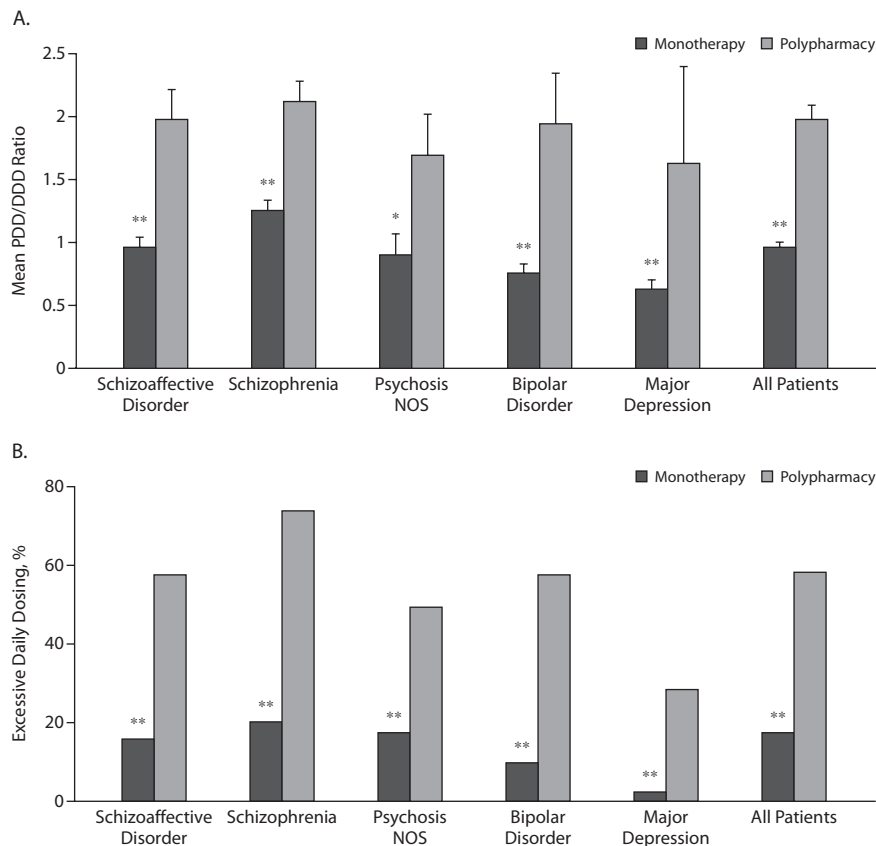 A.
Monotherapy Polypharmacy
Mean PDD/DDD Ratio
2.5
2
1.5
1
0.5
0
**
**
*
**
**
**
Schizoaffective Disorder
Schizophrenia
Psychosis NOS
Bipolar Disorder
Major Depression
All Patients
B.
Monotherapy Polypharmacy
Excessive Daily Dosing, %
80
60
40
20
0
**
**
**
**
**
**
Schizoaffective Disorder
Schizophrenia
Psychosis NOS
Bipolar Disorder
Major Depression
All Patients